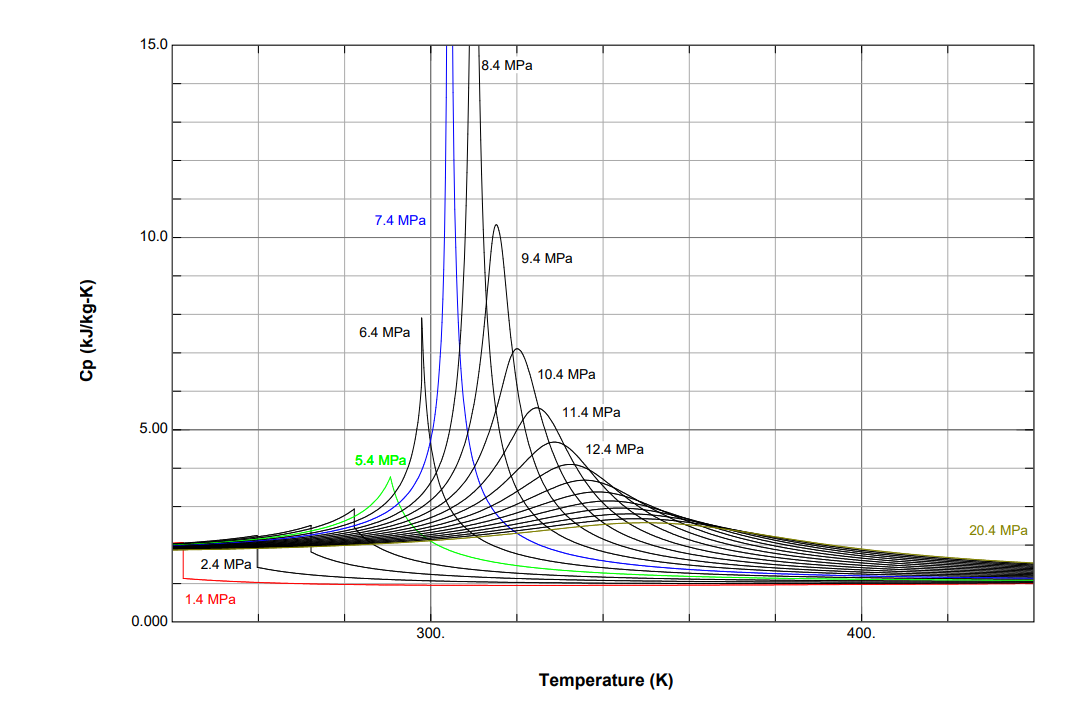 15.0
8.4 MPa
7.4 MPa
10.0
9.4 MPa
6.4 MPa
Cp (kJ/kg-K)
10.4 MPa
11.4 MPa
5.00
12.4 MPa
5.4 MPa
20.4 MPa
2.4 MPa
1.4 MPa
0.000
300.
400.
Temperature (K)